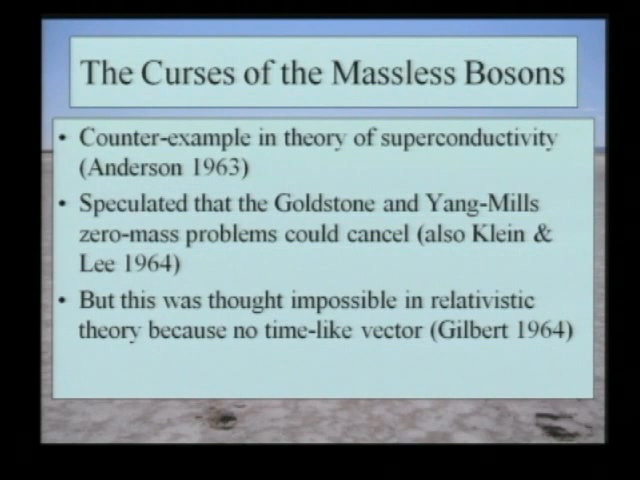 The Curses of the Massless Bosons
• Counter-example in theory of superconductivity
(Anderson 1963)
• Speculated that the Goldstone and Yang-Mills
zero-mass problems could cancel (also Klein &
Lee 1964)
• But this was thought impossible in relativistic
theory because no time-like vector (Gilbert 1964)